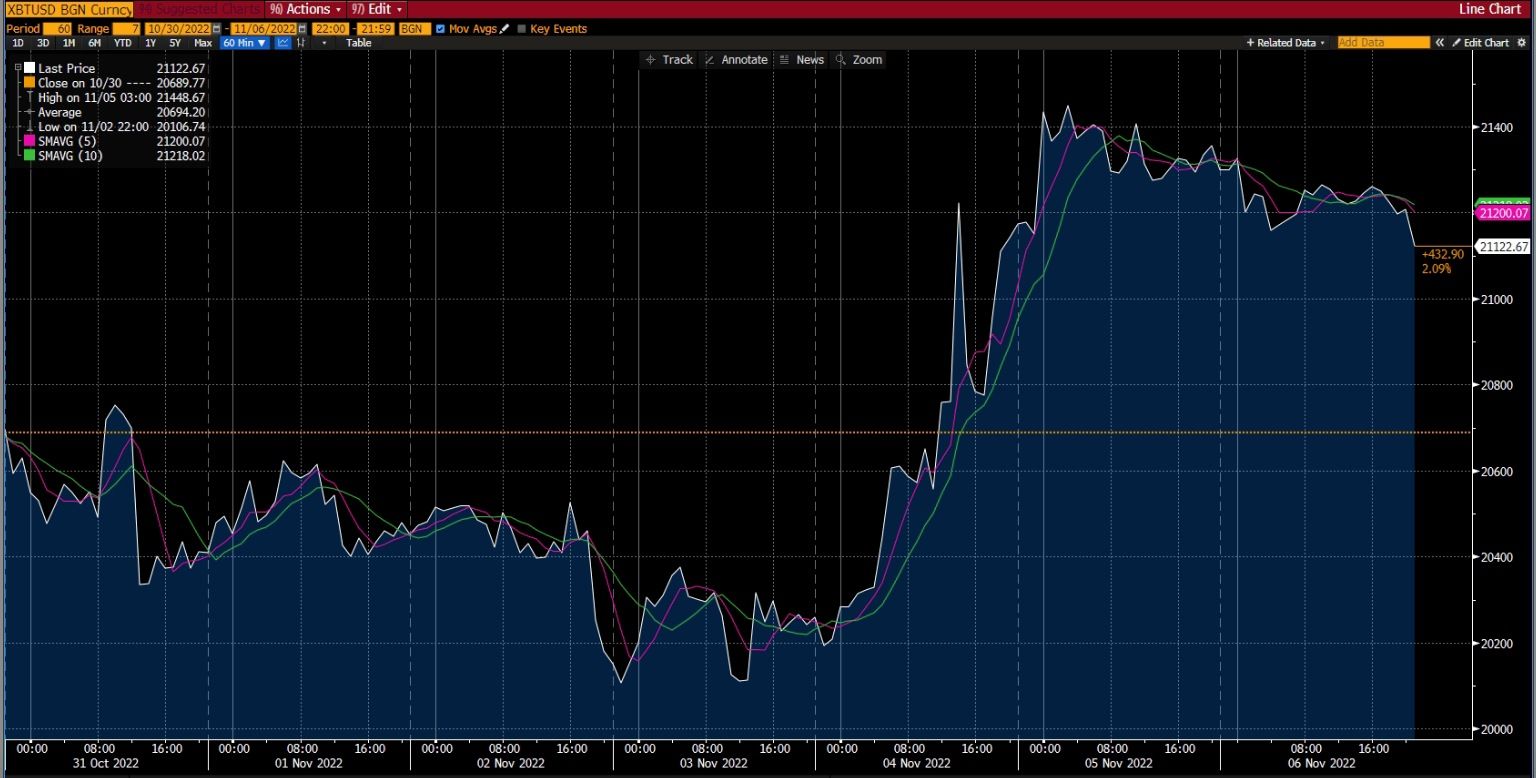 XBTUSD BGN Curncy 94) Suggested Charts 96) Actions 97) Edit Line Chart
Period 60 Range 7 10/30/2022 - 11/06/2022 22:00 - 21:59 BGN Mov Avgs Key Events
1D 3D 1M 6M YTD 1Y 5Y Max 60 Min ▼ Table + Related Data Add Data « Edit Chart
Track Annotate News Zoom
Last Price 21122.67
Close on 10/30 ---- 20689.77
High on 11/05 03:00 21448.67
Average 20694.20
Low on 11/02 22:00 20106.74
SMAVG (5) 21200.07
SMAVG (10) 21218.02
21400
21218.02
21200.07
21122.67
+432.90
2.09%
21000
20800
20600
20400
20200
20000
00:00 08:00 16:00 00:00 08:00 16:00 00:00 08:00 16:00 00:00 08:00 16:00 00:00 08:00 16:00 00:00 08:00 16:00 08:00 16:00
31 Oct 2022 01 Nov 2022 02 Nov 2022 03 Nov 2022 04 Nov 2022 05 Nov 2022 06 Nov 2022